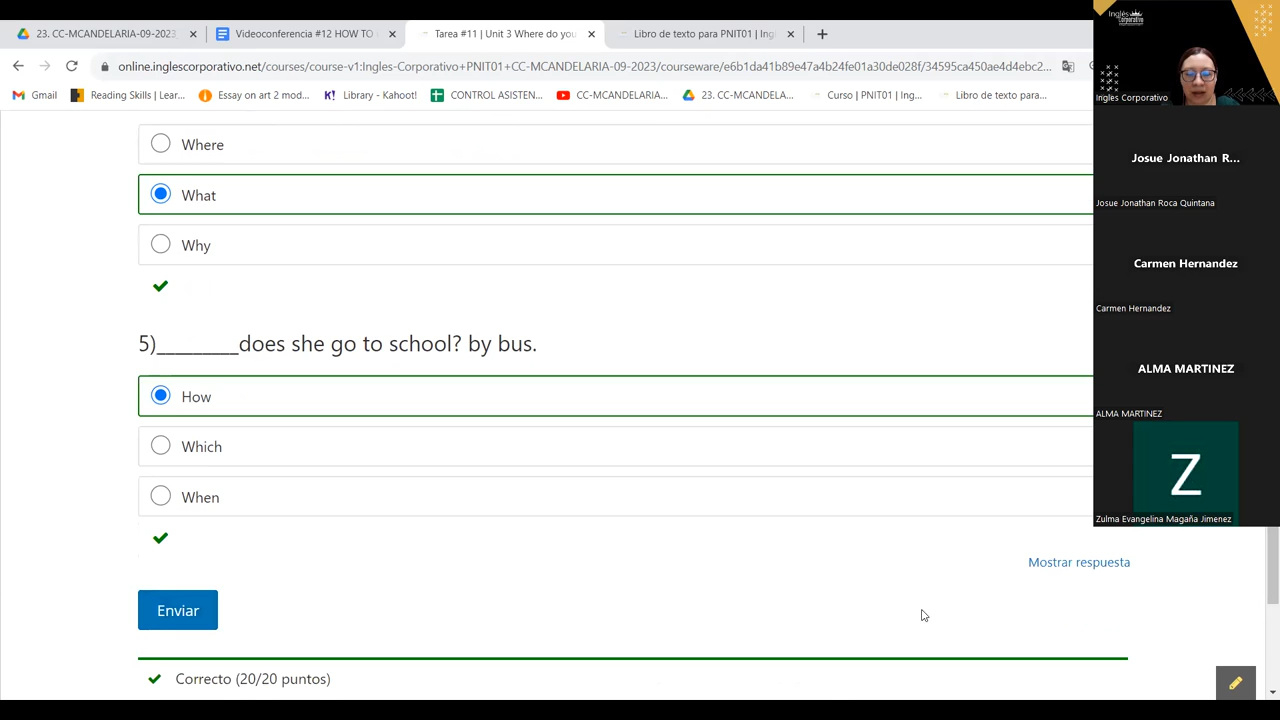 23. CC-MCANDELARIA-09-2023_
Videoconferencia #12 HOW TO
Tarea #11 | Unit 3 Where do you
Libro de texto para PNIT01 | Ing
online.inglescorporativo.net/courses/course-v1:Ingles-Corporativo+PNIT01+CC-MCANDELARIA-09-2023/courseware/e6b1da41b89e47a4b24fe01a30de028f/34595ca450ae4d4ebc2...
Gmail
Reading Skills | Lear...
Essay on art 2 mod...
Library - Ka
CONTROL ASISTEN...
CC-MCANDELARIA
23. CC-MCANDELA...
Curso | PNIT01 | Ing...
Libro de texto para...
Where
What
Why
5)_________does she go to school? by bus.
How
Which
When
Mostrar respuesta
Enviar
Correcto (20/20 puntos)
Inglés
Corporativo
Ingles Corporativo
Josue Jonathan R...
Josue Jonathan Roca Quintana
Carmen Hernandez
Carmen Hernandez
ALMA MARTINEZ
ALMA MARTINEZ
Z
Zulma Evangelina Magaña Jimenez